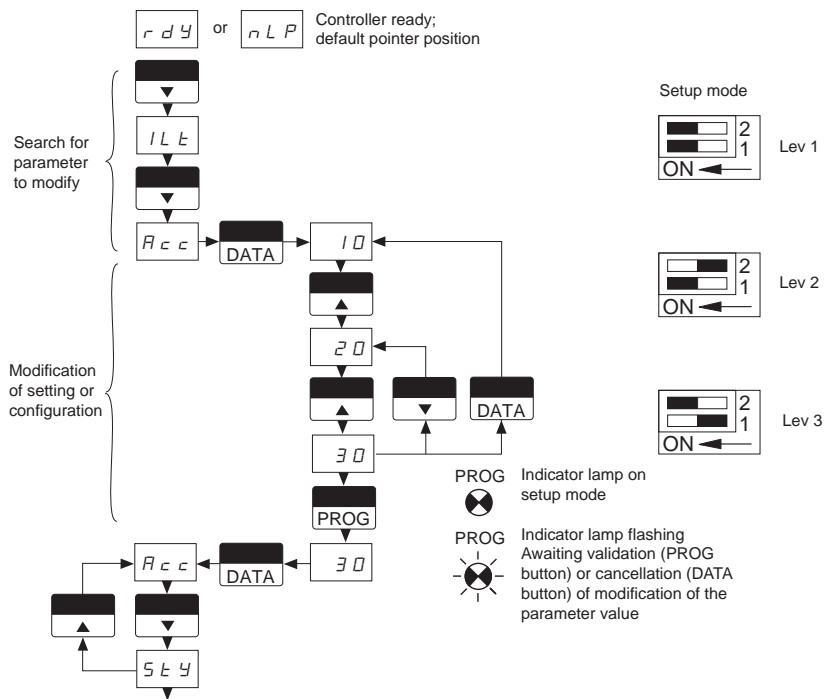 rdY or nLP Controller ready;
default pointer position
Setup mode
ILt
2
1
ON
Lev 1
Search for
parameter
to modify
Acc
DATA
10
2
1
ON
Lev 2
20
Modification
of setting or
configuration
DATA
2
1
ON
Lev 3
30
PROG
PROG Indicator lamp on
setup mode
PROG Indicator lamp flashing
Awaiting validation (PROG
button) or cancellation (DATA
button) of modification of the
parameter value
Acc
DATA
30
StY